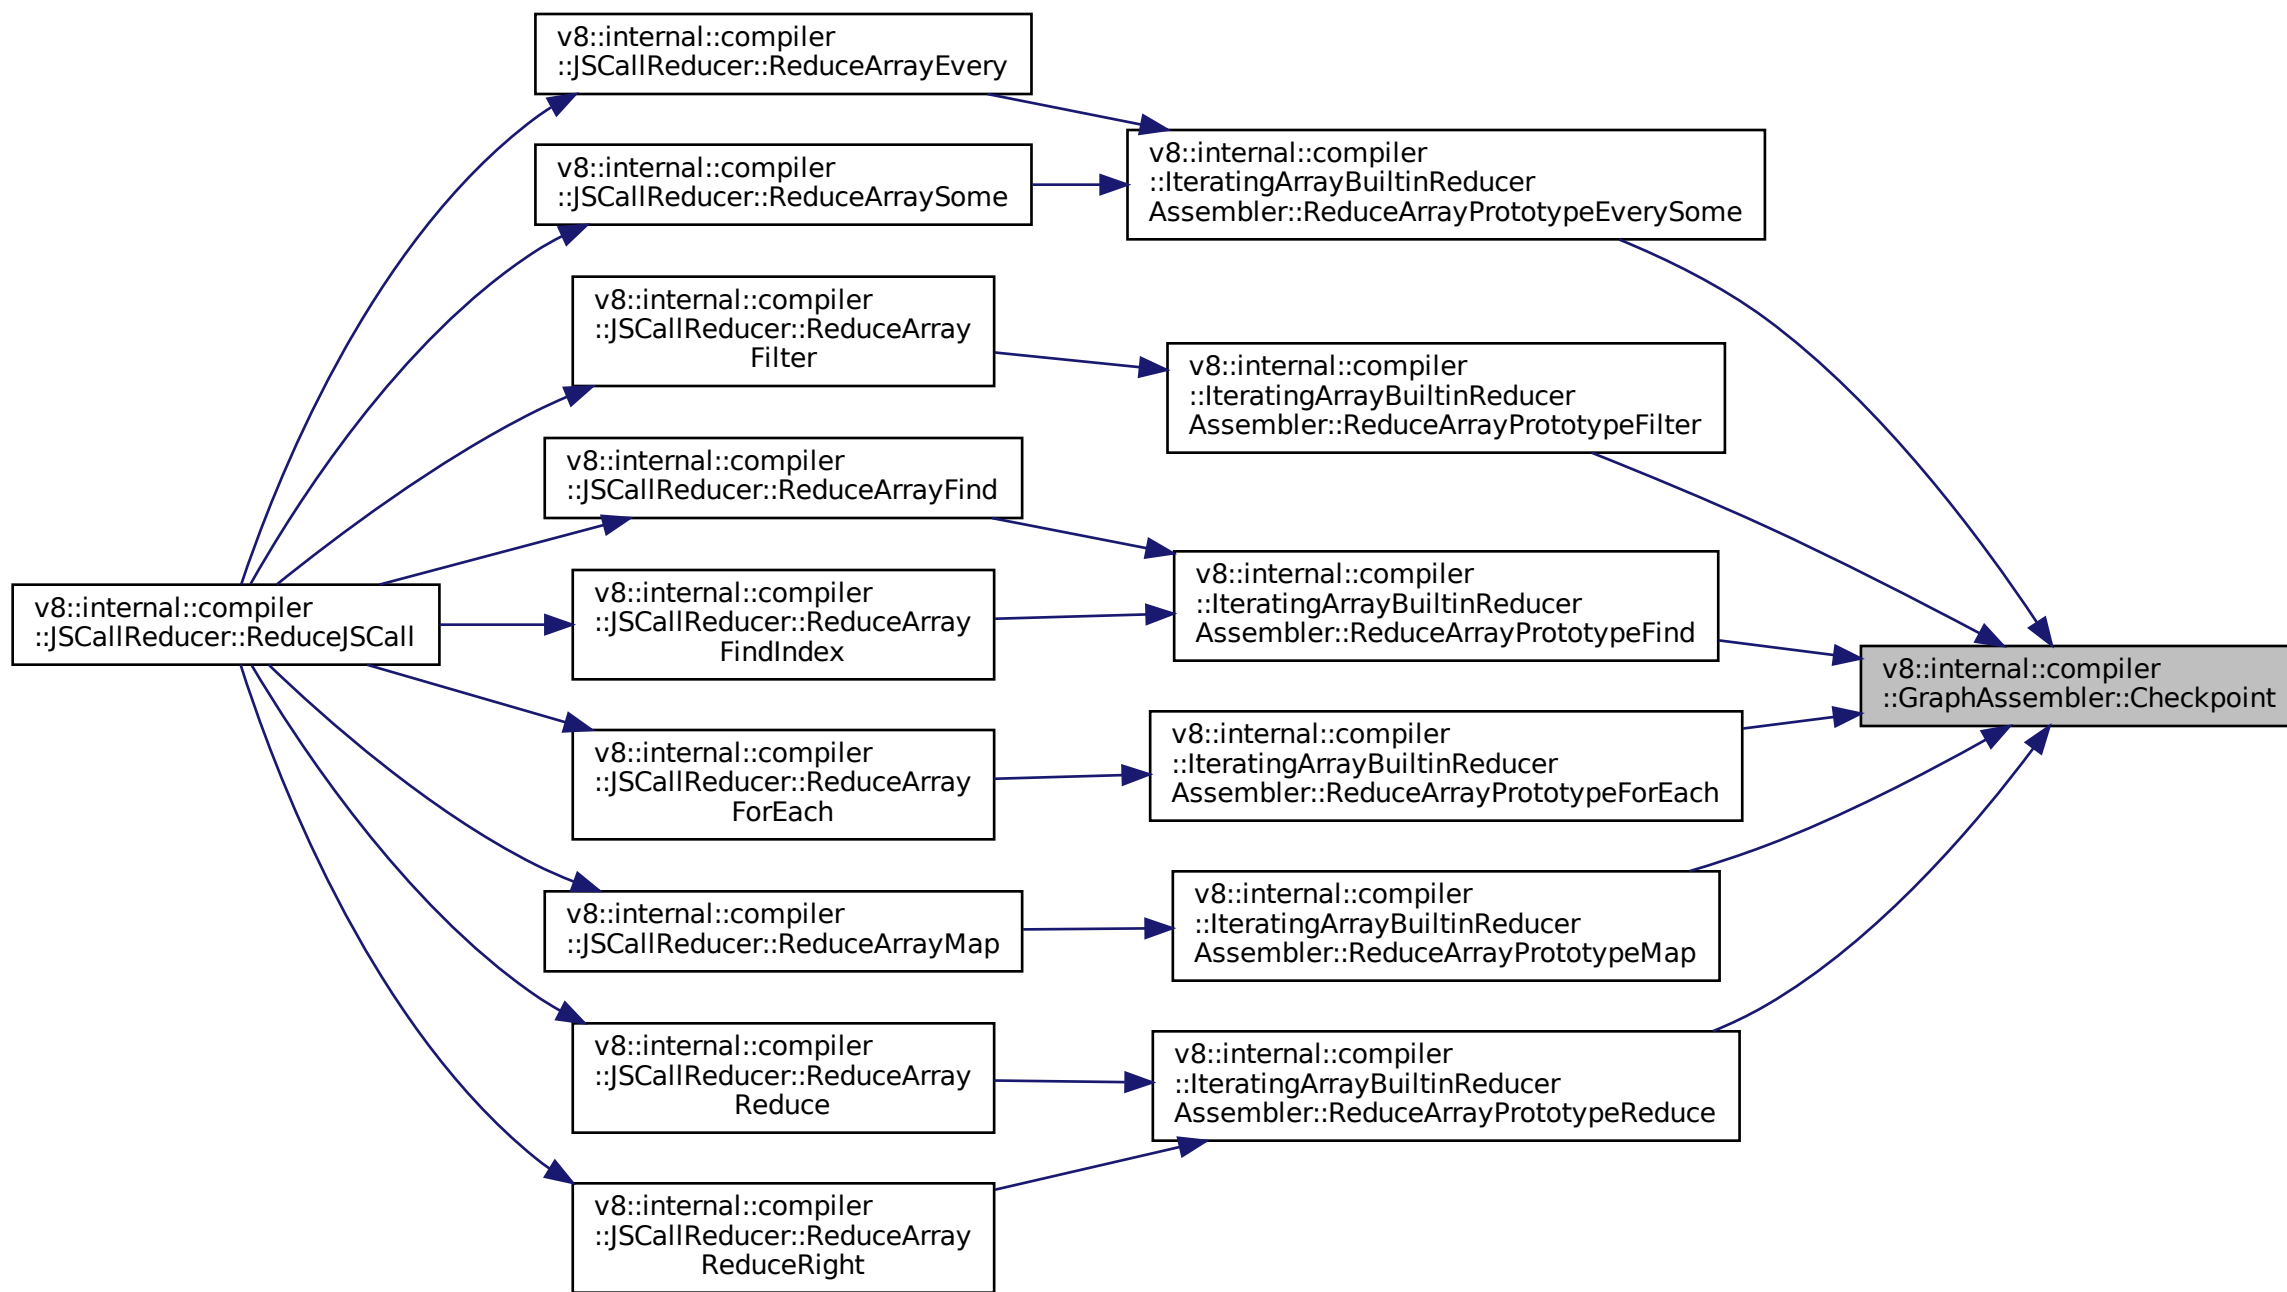 v8::internal::compiler
::JSCallReducer::ReduceJSCall
v8::internal::compiler
::JSCallReducer::ReduceArrayEvery
v8::internal::compiler
::JSCallReducer::ReduceArraySome
v8::internal::compiler
::JSCallReducer::ReduceArray
Filter
v8::internal::compiler
::JSCallReducer::ReduceArrayFind
v8::internal::compiler
::JSCallReducer::ReduceArray
FindIndex
v8::internal::compiler
::JSCallReducer::ReduceArray
ForEach
v8::internal::compiler
::JSCallReducer::ReduceArrayMap
v8::internal::compiler
::JSCallReducer::ReduceArray
Reduce
v8::internal::compiler
::JSCallReducer::ReduceArray
ReduceRight
v8::internal::compiler
::IteratingArrayBuiltinReducer
Assembler::ReduceArrayPrototypeEverySome
v8::internal::compiler
::IteratingArrayBuiltinReducer
Assembler::ReduceArrayPrototypeFilter
v8::internal::compiler
::IteratingArrayBuiltinReducer
Assembler::ReduceArrayPrototypeFind
v8::internal::compiler
::IteratingArrayBuiltinReducer
Assembler::ReduceArrayPrototypeForEach
v8::internal::compiler
::IteratingArrayBuiltinReducer
Assembler::ReduceArrayPrototypeMap
v8::internal::compiler
::IteratingArrayBuiltinReducer
Assembler::ReduceArrayPrototypeReduce
v8::internal::compiler
::GraphAssembler::Checkpoint